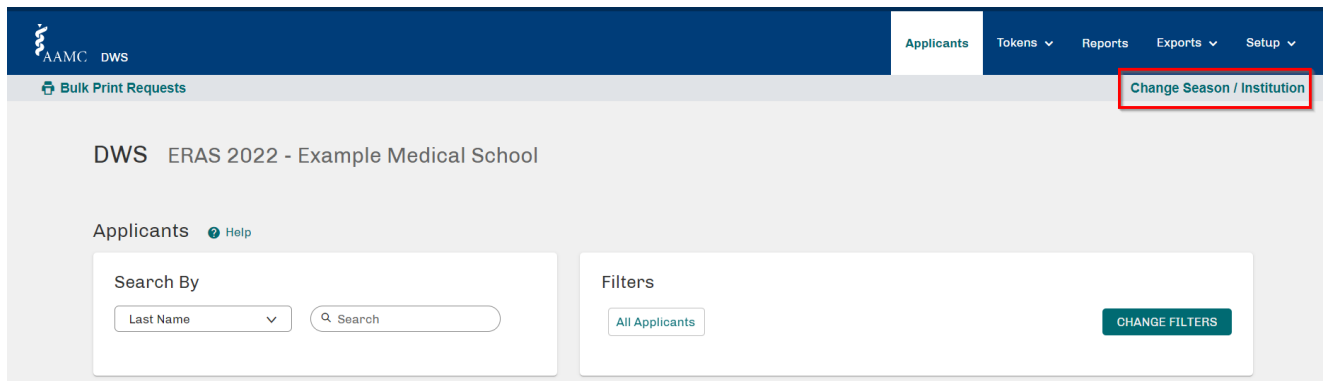 AAMC DWS
Applicants Tokens Reports Exports Setup
Bulk Print Requests
Change Season / Institution
DWS ERAS 2022 - Example Medical School
Applicants ? Help
Search By
Last Name
Search
Filters
All Applicants
CHANGE FILTERS